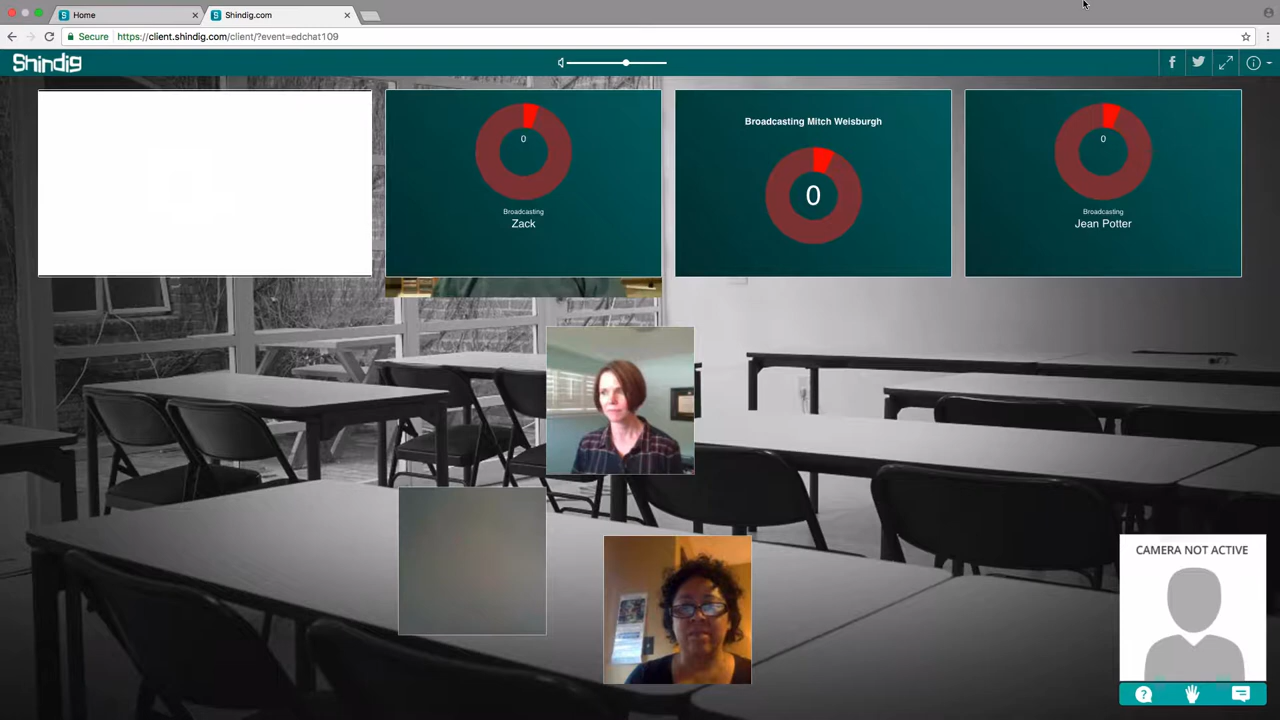 Home
Shindig.com
Secure
https://client.shindig.com/client/?event=edchat109
Shindig
0
Broadcasting
Zack
Broadcasting Mitch Weisburgh
0
0
Broadcasting
Jean Potter
CAMERA NOT ACTIVE